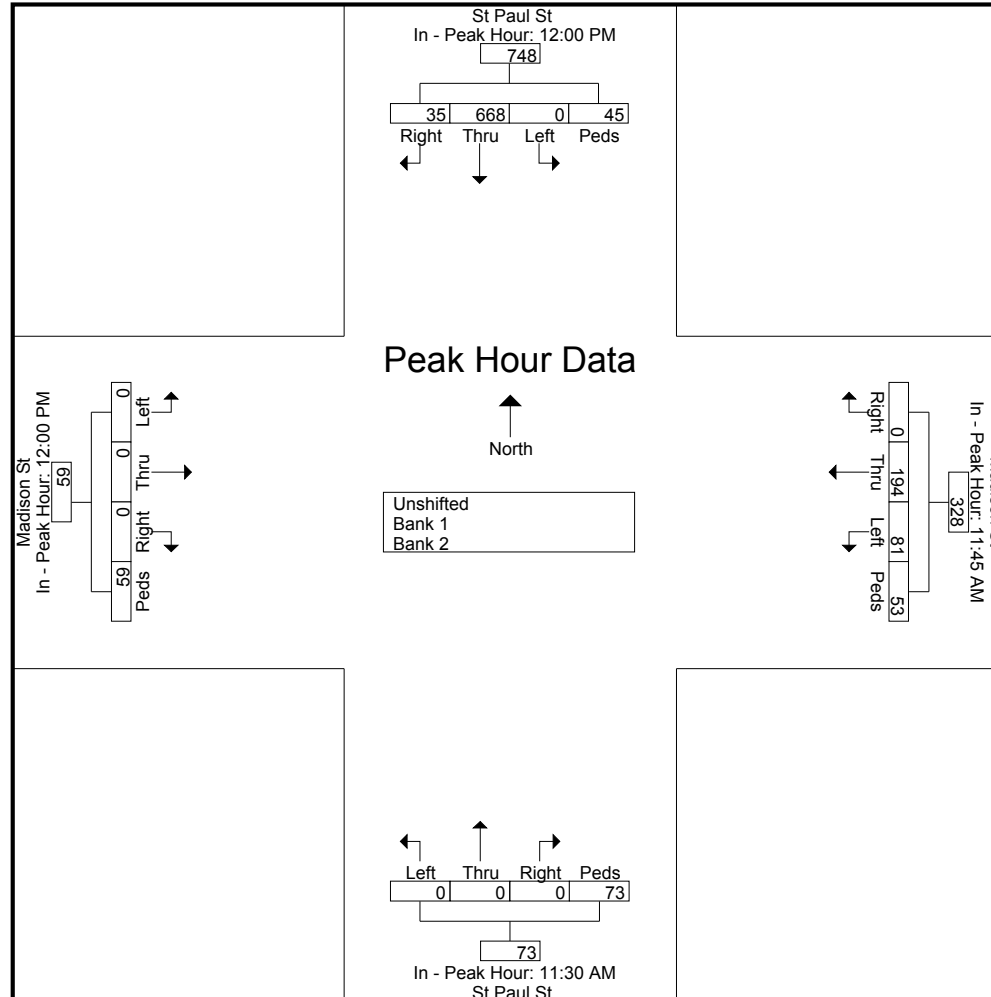 St Paul St
In - Peak Hour: 12:00 PM
748
35 668 0 45
Right Thru Left Peds
Peak Hour Data
North
Unshifted
Bank 1
Bank 2
Madison St
In - Peak Hour: 12:00 PM
59
0 0 0 59
Left Thru Right Peds
In - Peak Hour: 11:45 AM
328
0 194 81 53
Right Thru Left Peds
Left Thru Right Peds
0 0 0 73
73
In - Peak Hour: 11:30 AM
St Paul St